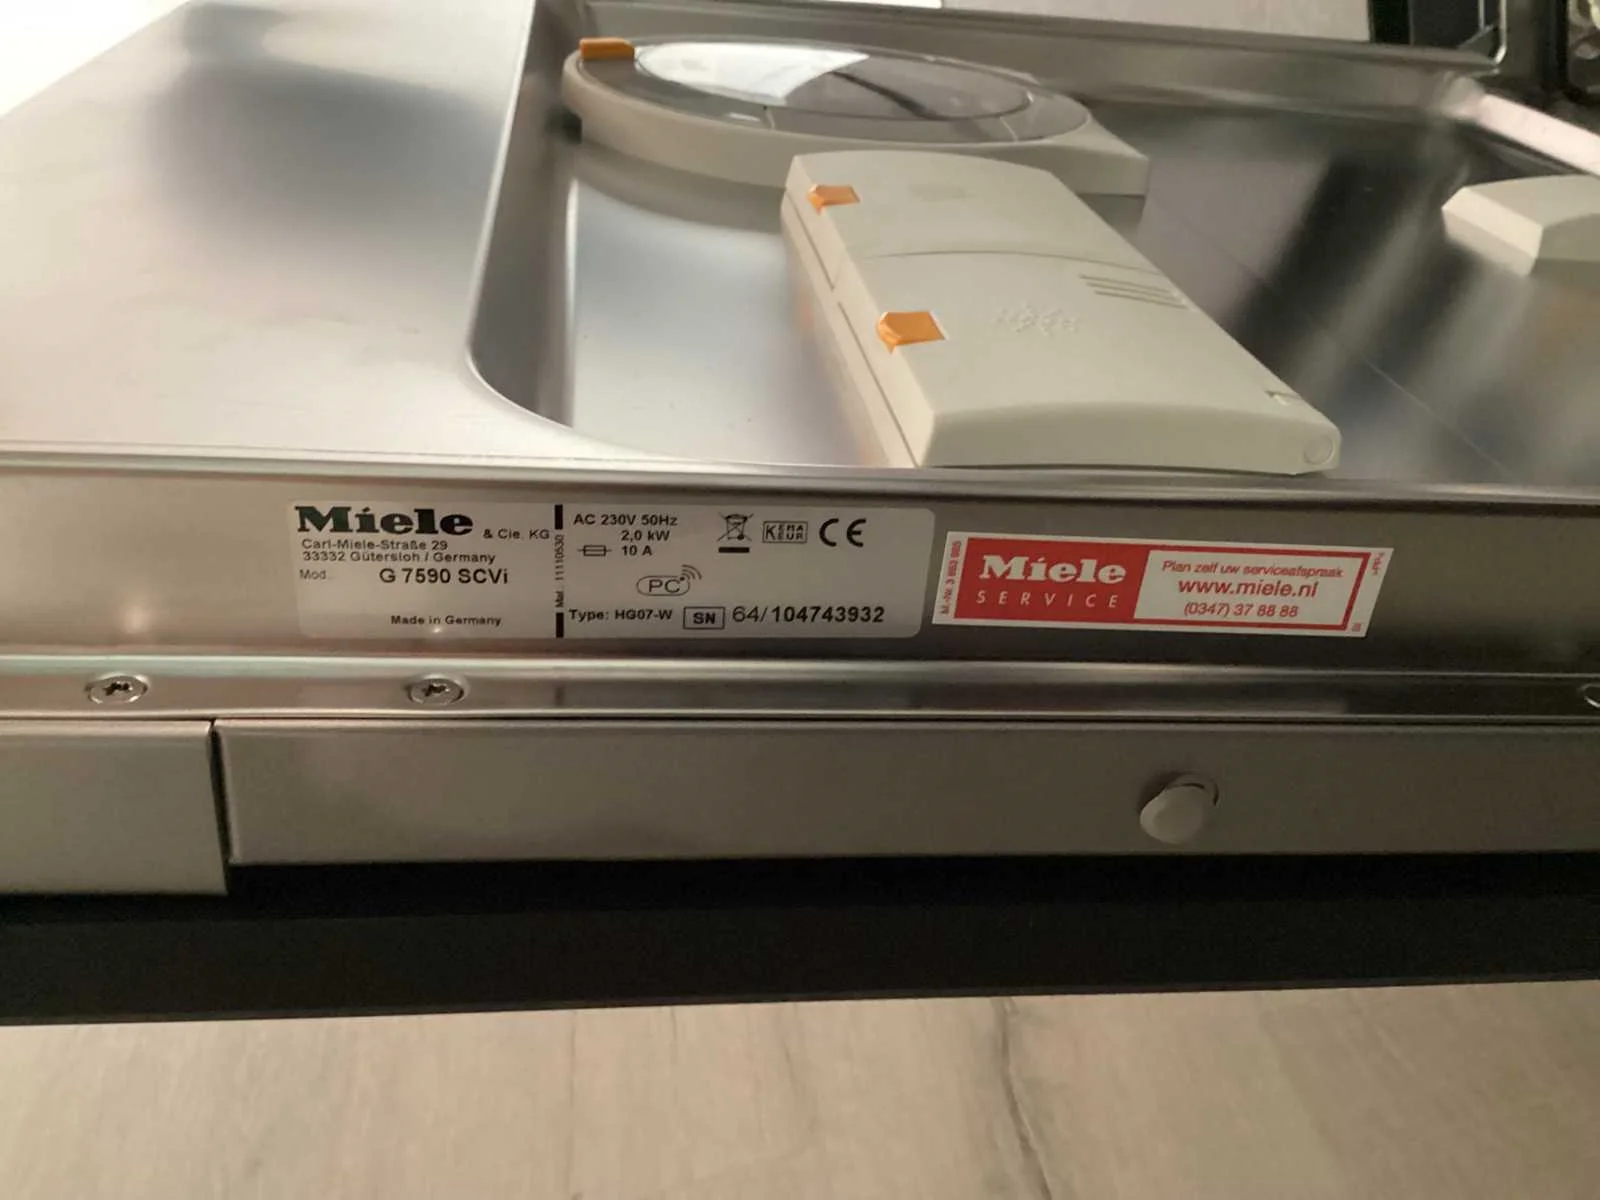 Miele & Cie. KG
Carl-Miele-Straße 29
33332 Gütersloh / Germany
Mod. G 7590 SCVi
Made in Germany
Mat.: 11110530
AC 230V 50Hz
2,0 kW
10 A
KEMA
KEUR
CE
PC
Type: HG07-W SN 64/104743932
Miele
SERVICE
Plan zelf uw serviceafspraak
www.miele.nl
(0347) 37 88 88